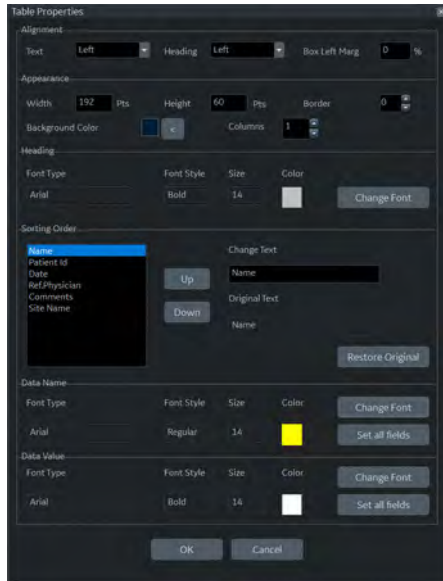 Table Properties
Alignment
Text Left Heading Left Box Left Marg 0 %
Appearance
Width 192 Pts Height 60 Pts Border 0
Background Color < Columns 1
Heading
Font Type Font Style Size Color
Arial Bold 14 Change Font
Sorting Order
Name
Patient Id
Date
Ref.Physician
Comments
Site Name
Up
Down
Change Text
Name
Original Text
Name
Restore Original
Data Name
Font Type Font Style Size Color Change Font
Arial Regular 14 Set all fields
Data Value
Font Type Font Style Size Color Change Font
Arial Bold 14 Set all fields
OK Cancel